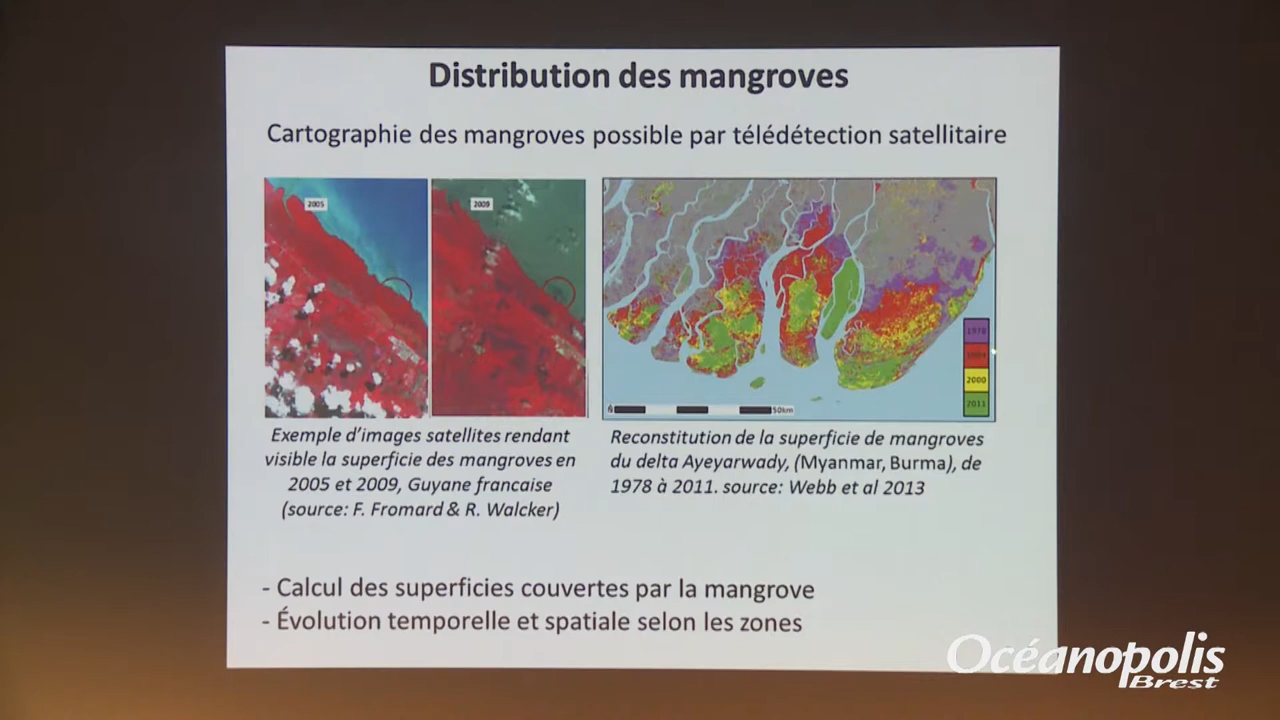 Distribution des mangroves
Cartographie des mangroves possible par télédétection satellitaire
2005
2009
1978
2000
2011
50km
Exemple d'images satellites rendant
visible la superficie des mangroves en
2005 et 2009, Guyane francaise
(source: F. Fromard & R. Walcker)
Reconstitution de la superficie de mangroves
du delta Ayeyarwady, (Myanmar, Burma), de
1978 à 2011. source: Webb et al 2013
- Calcul des superficies couvertes par la mangrove
- Évolution temporelle et spatiale selon les zones
Océanopolis
Brest